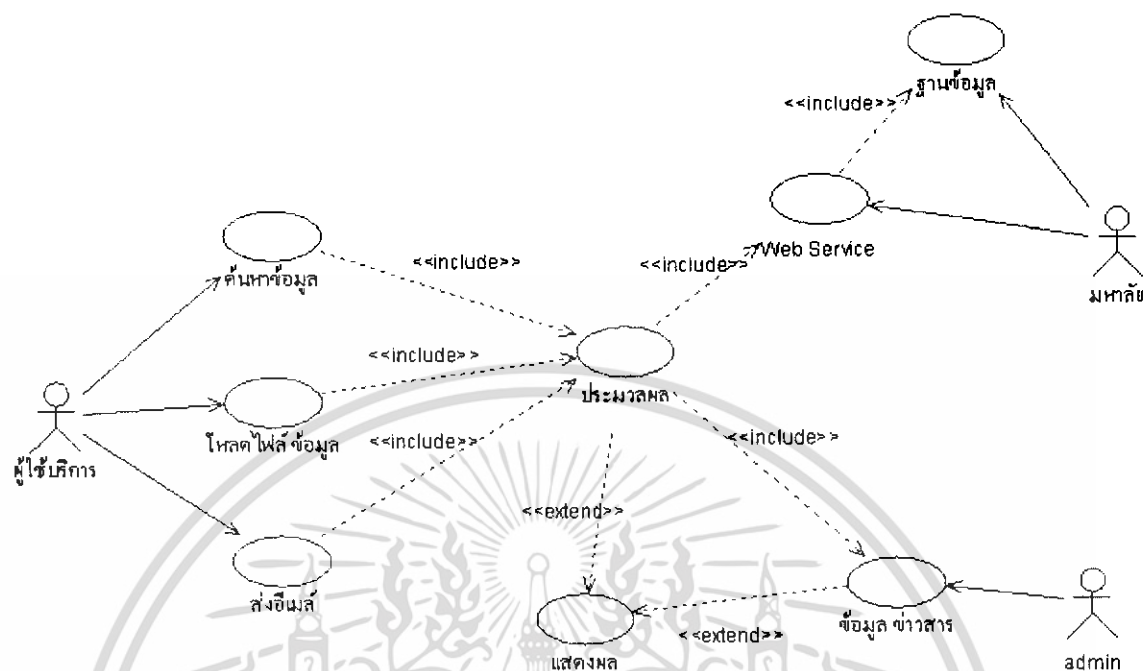 ฐานข้อมูล
<<include>>
Web Service
มหาลัย
ค้นหาข้อมูล
<<include>>
<<include>>
<<include>>
ประมวลผล
โหลดไฟล์ ข้อมูล
ผู้ใช้บริการ
<<include>>
<<include>>
<<extend>>
ส่งอีเมล์
ข้อมูล ข่าวสาร
<<extend>>
แสดงผล
admin